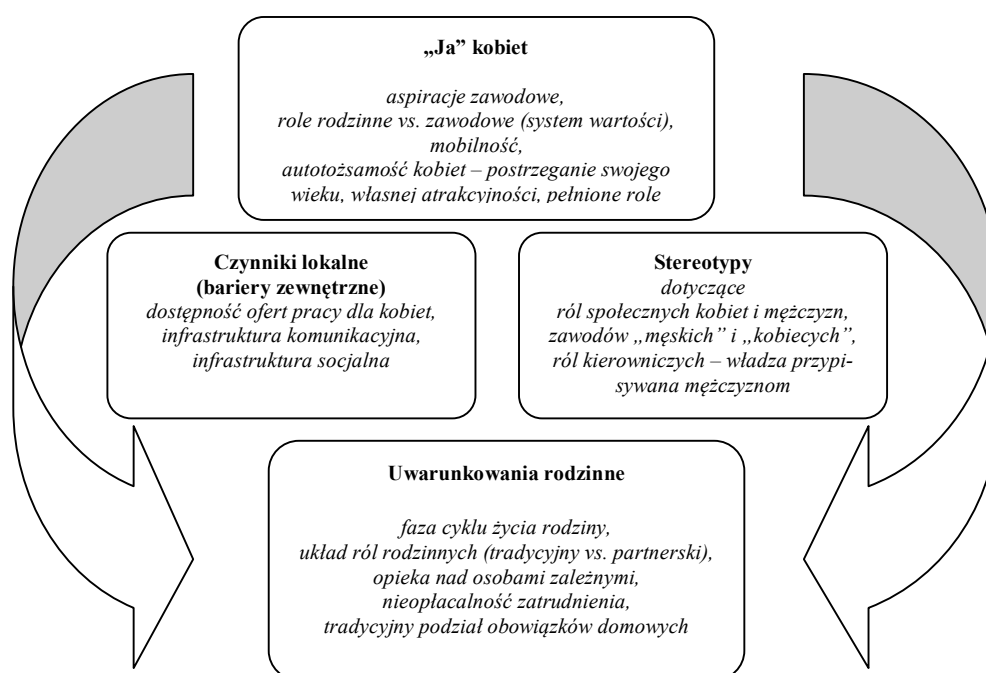 „Ja” kobiet
aspiracje zawodowe,
role rodzinne vs. zawodowe (system wartości),
mobilność,
autotożsamość kobiet – postrzeganie swojego
wieku, własnej atrakcyjności, pełnione role
Czynniki lokalne
(bariery zewnętrzne)
dostępność ofert pracy dla kobiet,
infrastruktura komunikacyjna,
infrastruktura socjalna
Stereotypy
dotyczące
ról społecznych kobiet i mężczyzn,
zawodów „męskich” i „kobiecych”,
ról kierowniczych – władza przypi-
sywana mężczyznom
Uwarunkowania rodzinne
faza cyklu życia rodziny,
układ ról rodzinnych (tradycyjny vs. partnerski),
opieka nad osobami zależnymi,
nieopłacalność zatrudnienia,
tradycyjny podział obowiązków domowych